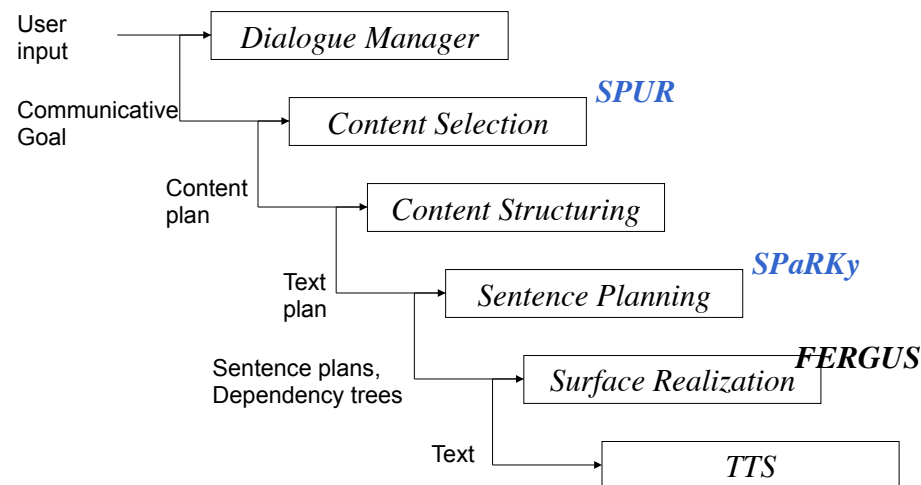 User
input
Dialogue Manager
Communicative
Goal
SPUR
Content Selection
Content
plan
Content Structuring
Text
plan
SPaRKy
Sentence Planning
Sentence plans,
Dependency trees
FERGUS
Surface Realization
Text
TTS